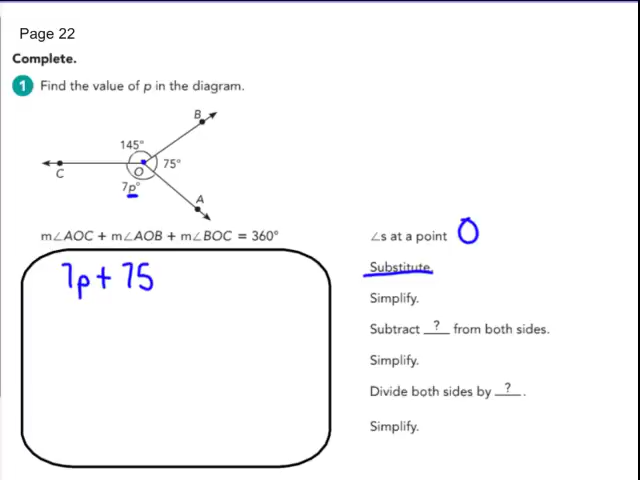 Page 22
Complete.
1 Find the value of p in the diagram.
B
145°
75°
C
O
7p°
A
m∠AOC + m∠AOB + m∠BOC = 360°
∠s at a point O
7p + 75
Substitute.
Simplify.
Subtract ? from both sides.
Simplify.
Divide both sides by ? .
Simplify.